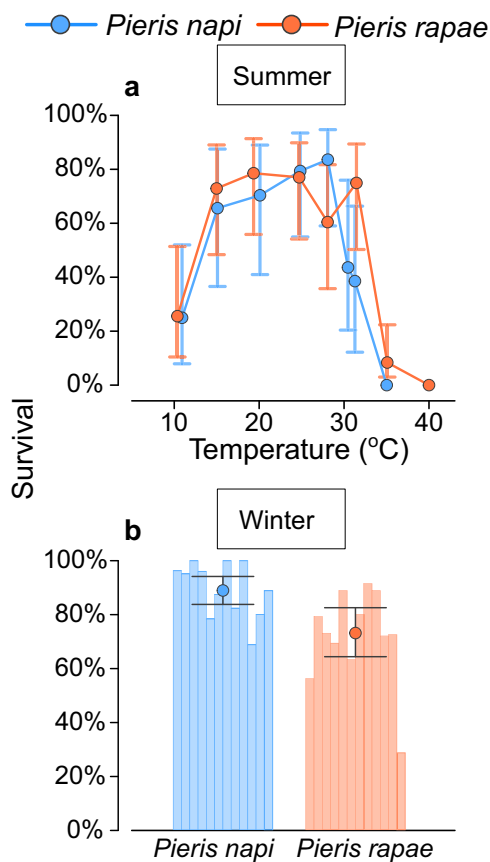 Pieris napi Pieris rapae
a
Summer
100%
80%
60%
40%
20%
0%
10 20 30 40
Temperature (°C)
Survival
b
Winter
100%
80%
60%
40%
20%
0%
Pieris napi Pieris rapae